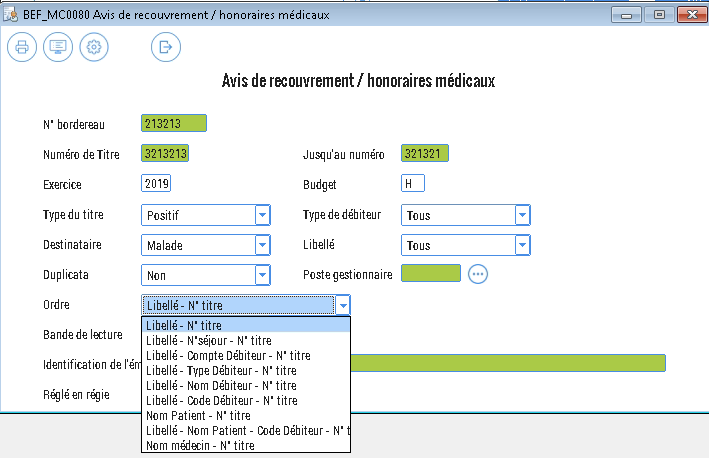 BEF_MC0080 Avis de recouvrement / honoraires médicaux
Avis de recouvrement / honoraires médicaux
N° bordereau 213213
Numéro de Titre 3213213 Jusqu'au numéro 321321
Exercice 2019 Budget H
Type du titre Positif Type de débiteur Tous
Destinataire Malade Libellé Tous
Duplicata Non Poste gestionnaire
Ordre Libellé - N° titre
Libellé - N° titre
Bande de lecture Libellé - N°séjour - N° titre
Libellé - Compte Débiteur - N° titre
Identification de l'ém Libellé - Type Débiteur - N° titre
Libellé - Nom Débiteur - N° titre
Réglé en régie Libellé - Code Débiteur - N° titre
Nom Patient - N° titre
Libellé - Nom Patient - Code Débiteur - N° t
Nom médecin - N° titre